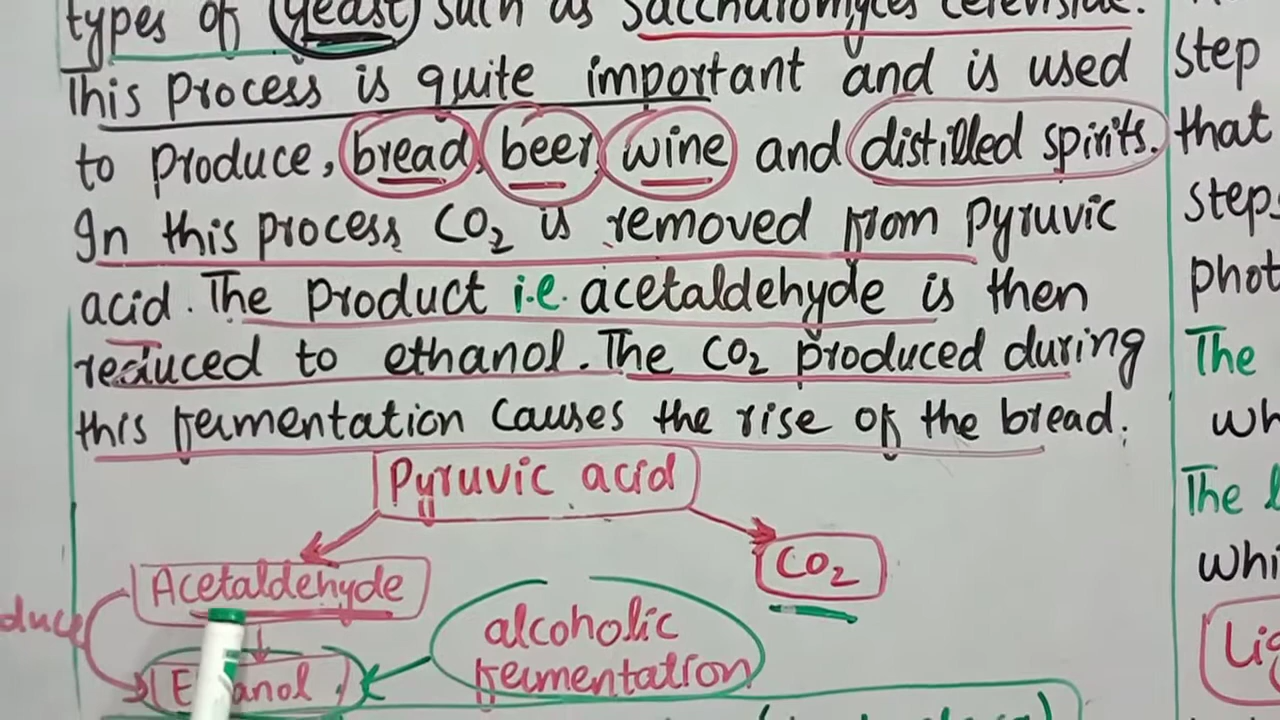 types of yeast such as Saccharomyces cerevisiae.
This process is quite important and is used
to produce, bread, beer, wine and distilled spirits.
In this process CO2 is removed from pyruvic
acid. The product i.e. acetaldehyde is then
reduced to ethanol. The CO2 produced during
this fermentation causes the rise of the bread.
Pyruvic acid
CO2
Acetaldehyde
duce
alcoholic
fermentation
step
that
steps
phot
The
wh
The l
whi
Lig